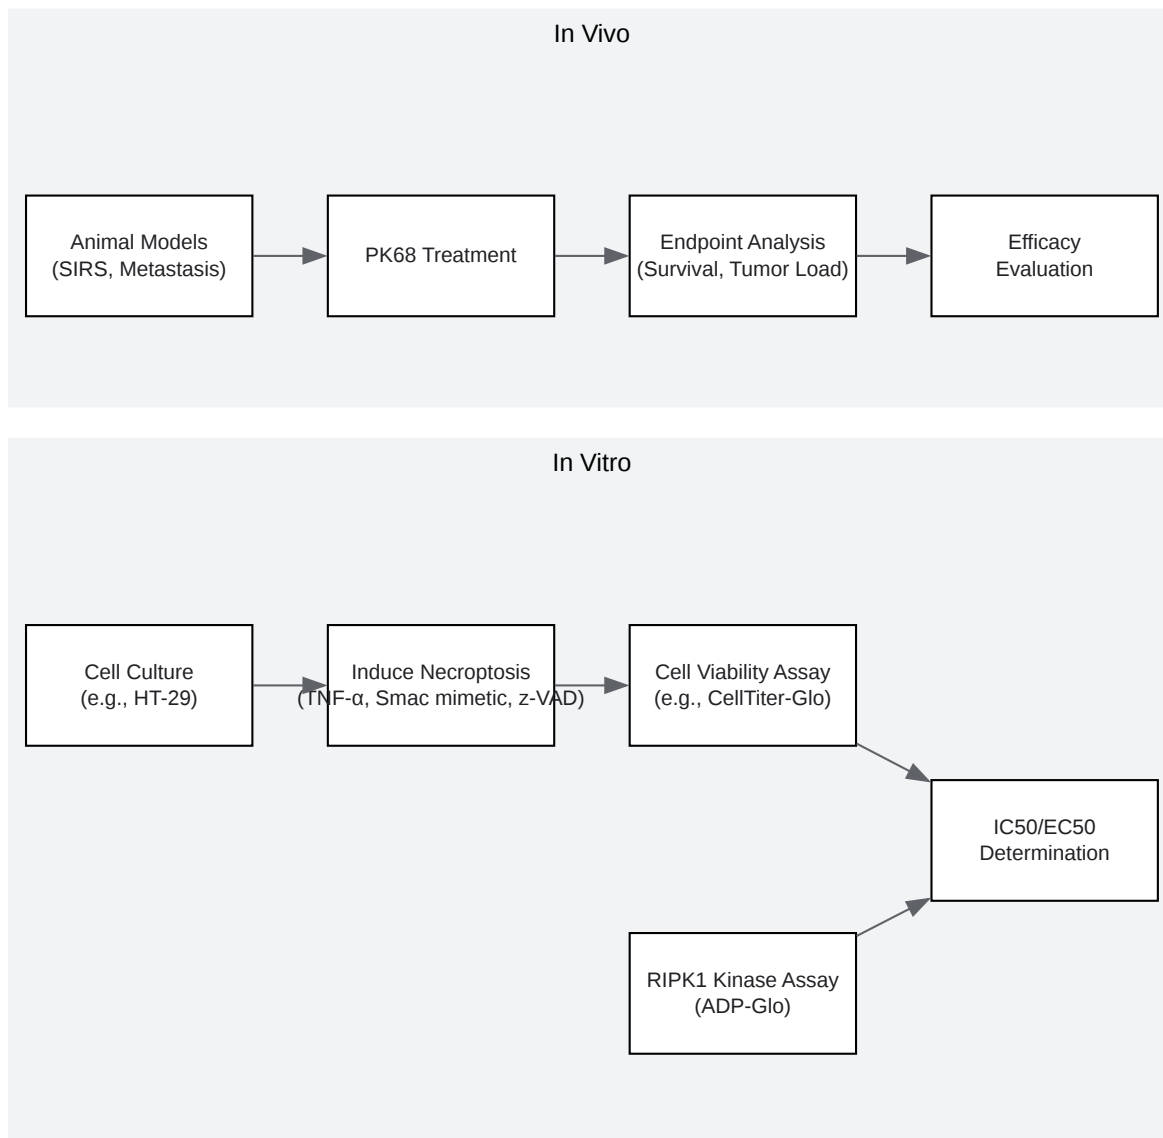 In Vivo
Animal Models
(SIRS, Metastasis)
PK68 Treatment
Endpoint Analysis
(Survival, Tumor Load)
Efficacy
Evaluation
In Vitro
Cell Culture
(e.g., HT-29)
Induce Necroptosis
(TNF-α, Smac mimetic, z-VAD)
Cell Viability Assay
(e.g., CellTiter-Glo)
IC50/EC50
Determination
RIPK1 Kinase Assay
(ADP-Glo)